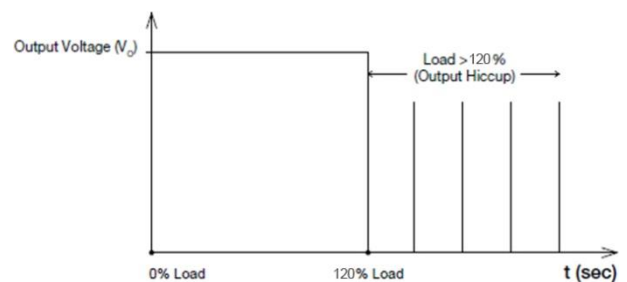 Output Voltage (Vo)
Load >120%
(Output Hiccup)
0% Load
120% Load
t (sec)